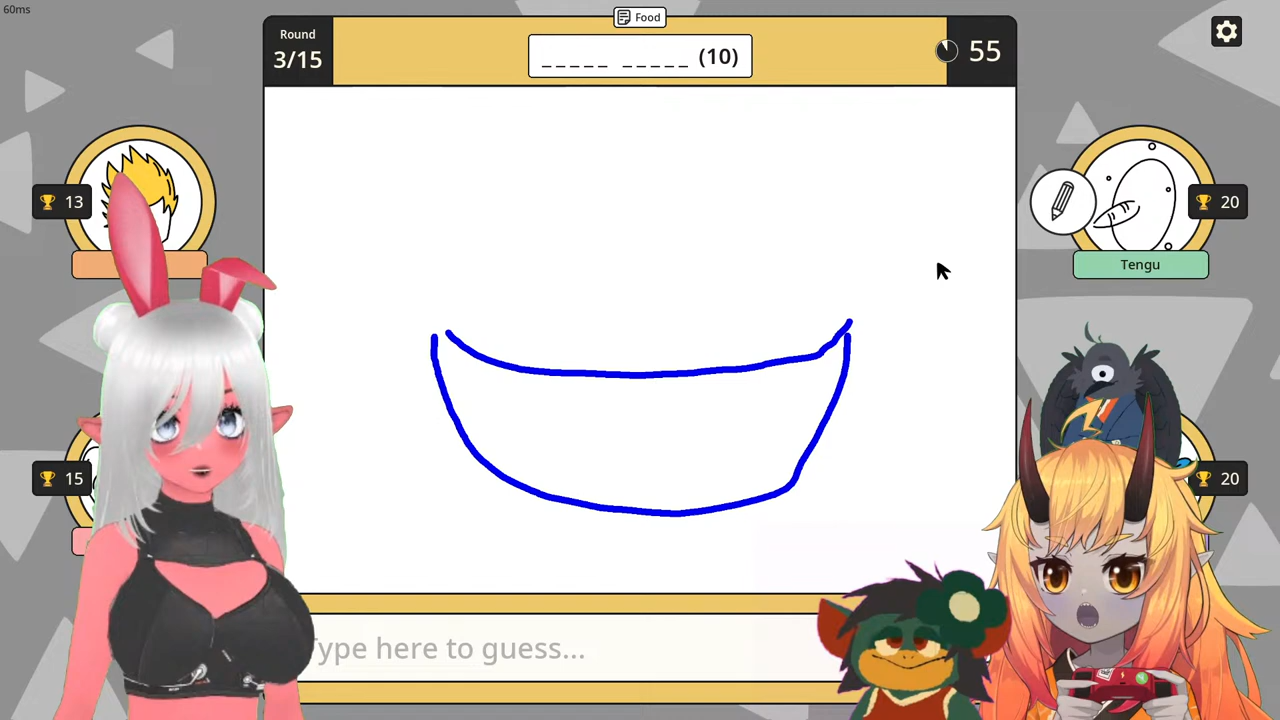 60ms
Food
Round
3/15
_____ _____ (10)
55
13
20
Tengu
15
20
Type here to guess...